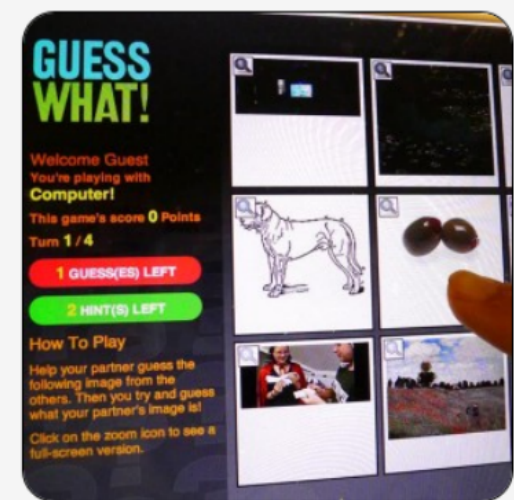 GUESS
WHAT!
Welcome Guest
You're playing with
Computer!
This game's score 0 Points
Turn 1 / 4
1 GUESS(ES) LEFT
2 HINT(S) LEFT
How To Play
Help your partner guess the
following image from the
others. Then you try and guess
what your partner's image is!
Click on the zoom icon to see a
full-screen version.